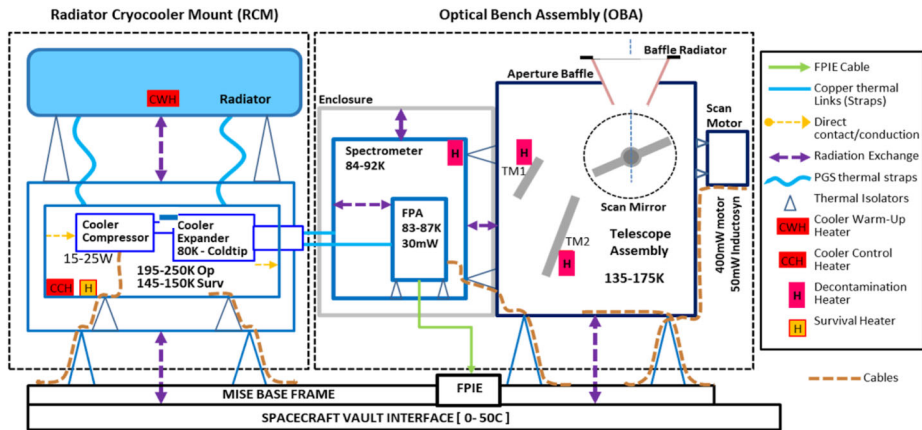 Radiator Cryocooler Mount (RCM)
Optical Bench Assembly (OBA)
CWH
Radiator
Cooler
Compressor
Cooler
Expander
80K - Coldtip
15-25W
195-250K Op
145-150K Surv
CCH
H
Enclosure
Spectrometer
84-92K
H
FPA
83-87K
30mW
Aperture Baffle
Baffle Radiator
H
TM1
Scan Mirror
TM2
H
Telescope
Assembly
135-175K
Scan
Motor
400mW motor
50mW Inductosyn
FPIE
MISE BASE FRAME
SPACECRAFT VAULT INTERFACE [ 0- 50C ]
FPIE Cable
Copper thermal
Links (Straps)
Direct
contact/conduction
Radiation Exchange
PGS thermal straps
Thermal Isolators
CWH
Cooler Warm-Up
Heater
CCH
Cooler Control
Heater
H
Decontamination
Heater
H
Survival Heater
Cables